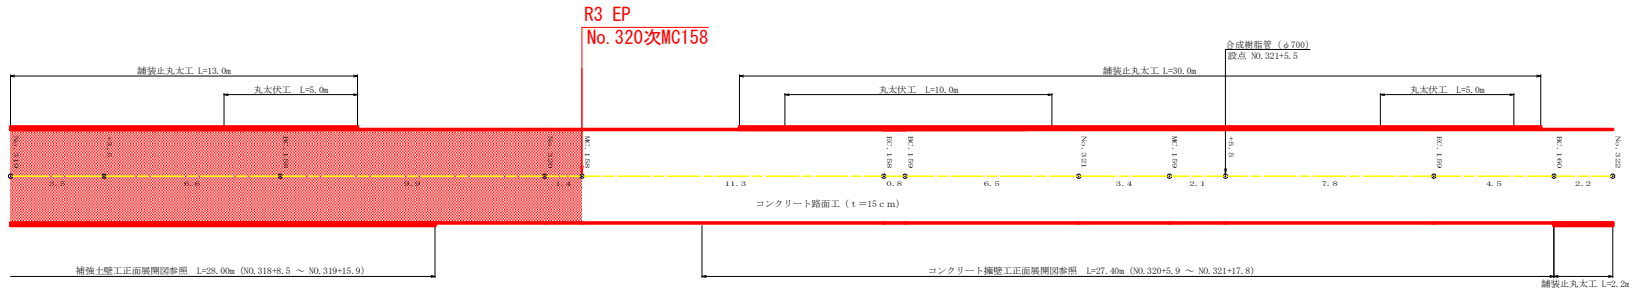 R3 EP
No.320次MC158
合成樹脂管 (φ700)
設点 NO.321+5.5
舗装止丸太工 L=13.0m
舗装止丸太工 L=30.0m
丸太伏工 L=5.0m
丸太伏工 L=10.0m
丸太伏工 L=5.0m
No.319
+3.5
BC.158
No.320
MC.158
EC.158
BC.159
No.321
MC.159
+5.5
EC.159
BC.160
No.322
3.5
6.6
9.9
1.4
11.3
0.8
6.5
3.4
2.1
7.8
4.5
2.2
コンクリート路面工 (t=15cm)
補強土壁工正面展開図参照 L=28.00m (NO.318+8.5 ～ NO.319+15.9)
コンクリート擁壁工正面展開図参照 L=27.40m (NO.320+5.9 ～ NO.321+17.8)
舗装止丸太工 L=2.2m